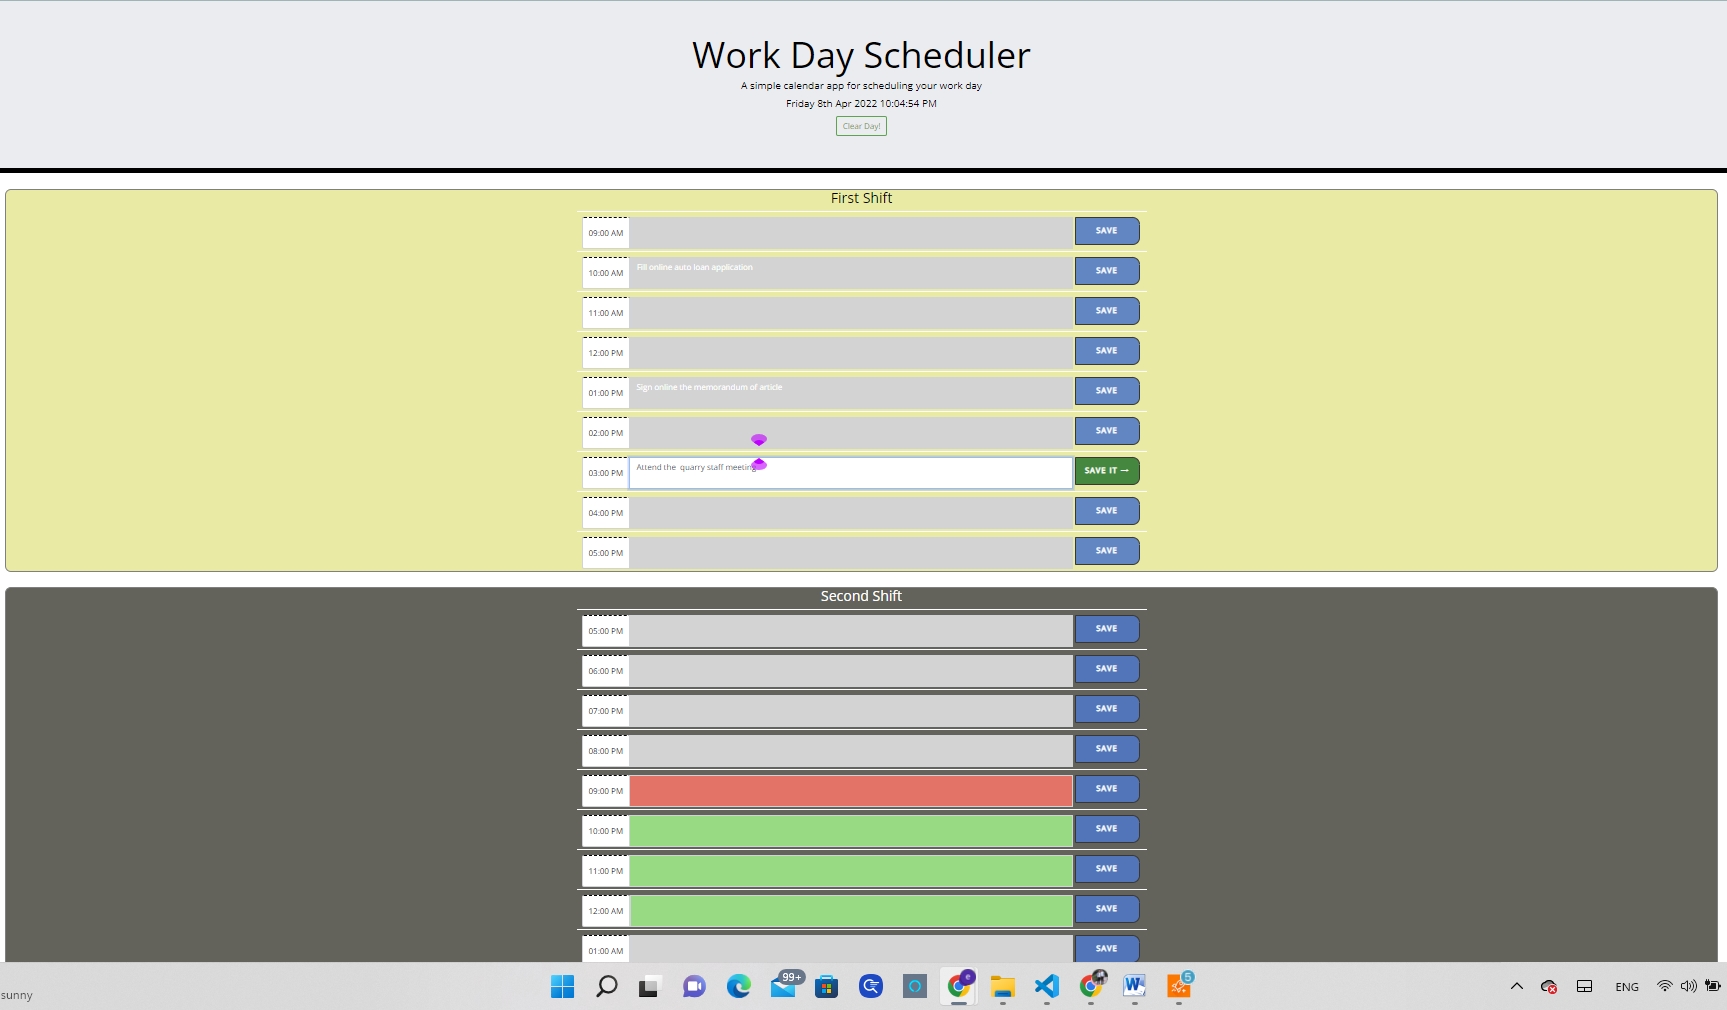 Work Day Scheduler
A simple calendar app for scheduling your work day
Friday 8th Apr 2022 10:04:54 PM
Clear Day!
First Shift
09:00 AM SAVE
10:00 AM Fill online auto loan application SAVE
11:00 AM SAVE
12:00 PM SAVE
01:00 PM Sign online the memorandum of article SAVE
02:00 PM SAVE
03:00 PM Attend the quarry staff meeting SAVE IT →
04:00 PM SAVE
05:00 PM SAVE
Second Shift
05:00 PM SAVE
06:00 PM SAVE
07:00 PM SAVE
08:00 PM SAVE
09:00 PM SAVE
10:00 PM SAVE
11:00 PM SAVE
12:00 AM SAVE
01:00 AM SAVE
sunny 99+ e W 5 ENG